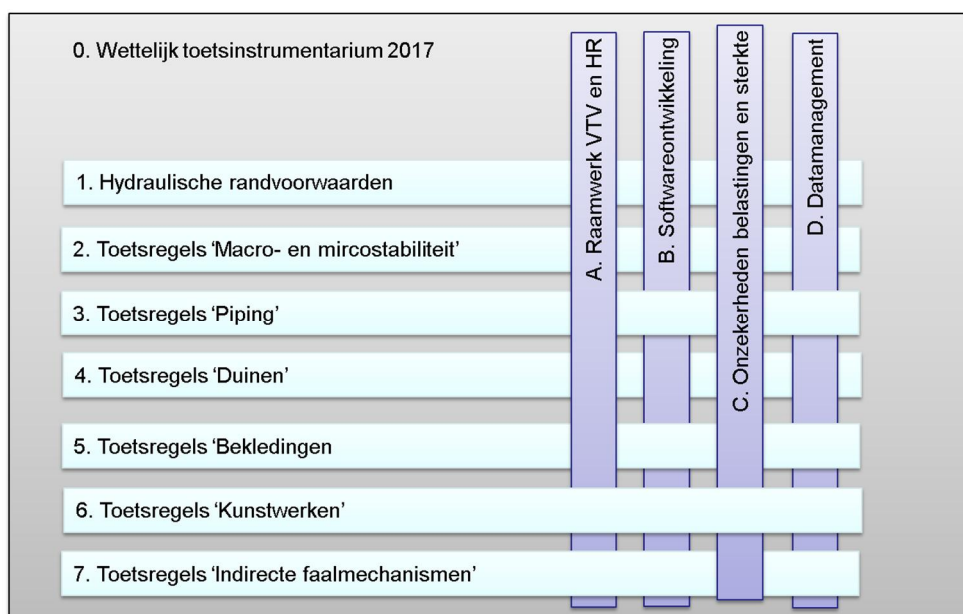 0. Wettelijk toetsinstrumentarium 2017
A. Raamwerk VTV en HR
B. Softwareontwikkeling
C. Onzekerheden belastingen en sterkte
D. Datamanagement
1. Hydraulische randvoorwaarden
2. Toetsregels ‘Macro- en mircostabiliteit’
3. Toetsregels ‘Piping’
4. Toetsregels ‘Duinen’
5. Toetsregels ‘Bekledingen
6. Toetsregels ‘Kunstwerken’
7. Toetsregels ‘Indirecte faalmechanismen’